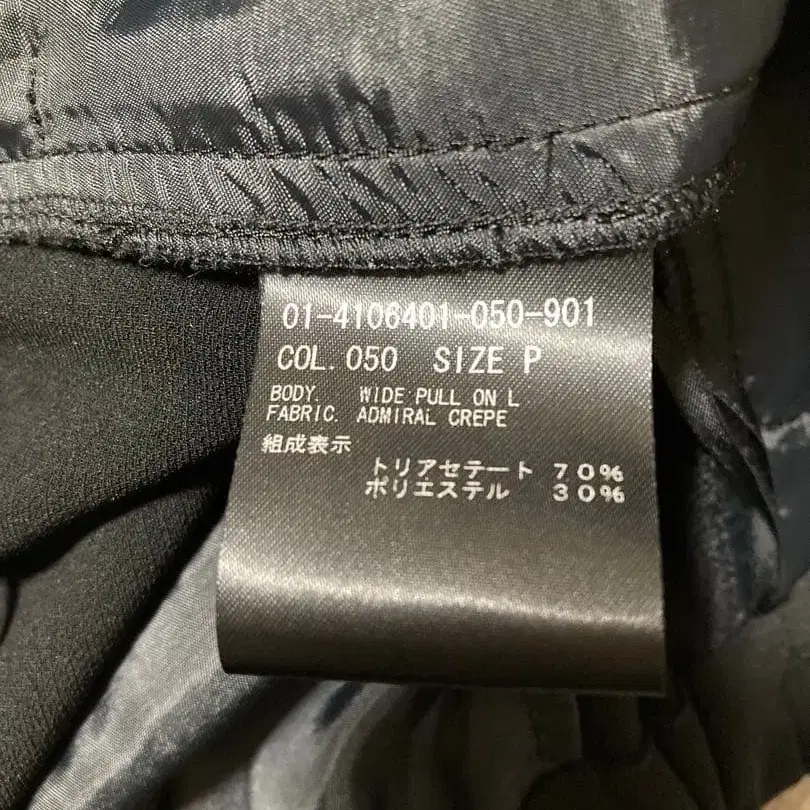 01-4106401-050-901
COL. 050 SIZE P
BODY. WIDE PULL ON L
FABRIC. ADMIRAL CREPE
組成表示
トリアセテート 70%
ポリエステル 30%